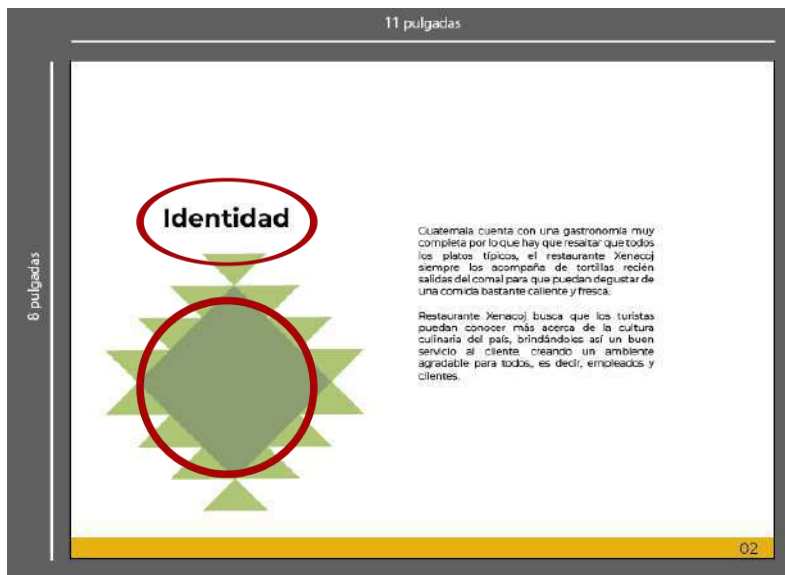 11 pulgadas
8 pulgadas
Identidad
Guatemala cuenta con una gastronomía muy
completa por lo que hay que resaltar que todos
los platos típicos, el restaurante Xenacoj
siempre los acompaña de tortillas recién
salidas del comal para que puedan degustar de
una comida bastante caliente y fresca.
Restaurante Xenacoj busca que los turistas
puedan conocer más acerca de la cultura
culinaria del país, brindándoles así un buen
servicio al cliente creando un ambiente
agradable para todos, es decir, empleados y
clientes.
02